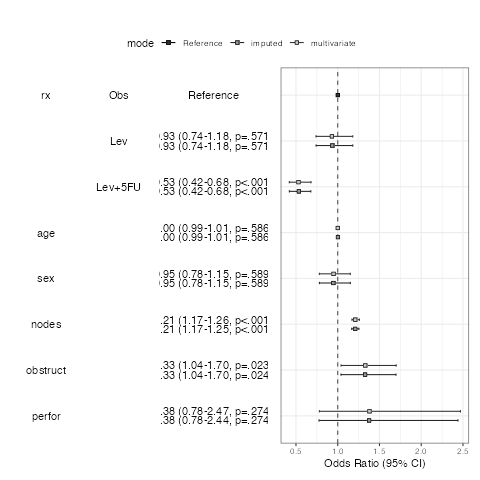 mode Reference imputed multivariate
rx Obs Reference
Lev .93 (0.74-1.18, p=.571
.93 (0.74-1.18, p=.571
Lev+5FU .53 (0.42-0.68, p<.001
.53 (0.42-0.68, p<.001
age .00 (0.99-1.01, p=.586
.00 (0.99-1.01, p=.586
sex .95 (0.78-1.15, p=.589
.95 (0.78-1.15, p=.589
nodes .21 (1.17-1.26, p<.001
.21 (1.17-1.25, p<.001
obstruct .33 (1.04-1.70, p=.023
.33 (1.04-1.70, p=.024
perfor .38 (0.78-2.47, p=.274
.38 (0.78-2.44, p=.274
0.5 1.0 1.5 2.0 2.5
Odds Ratio (95% CI)